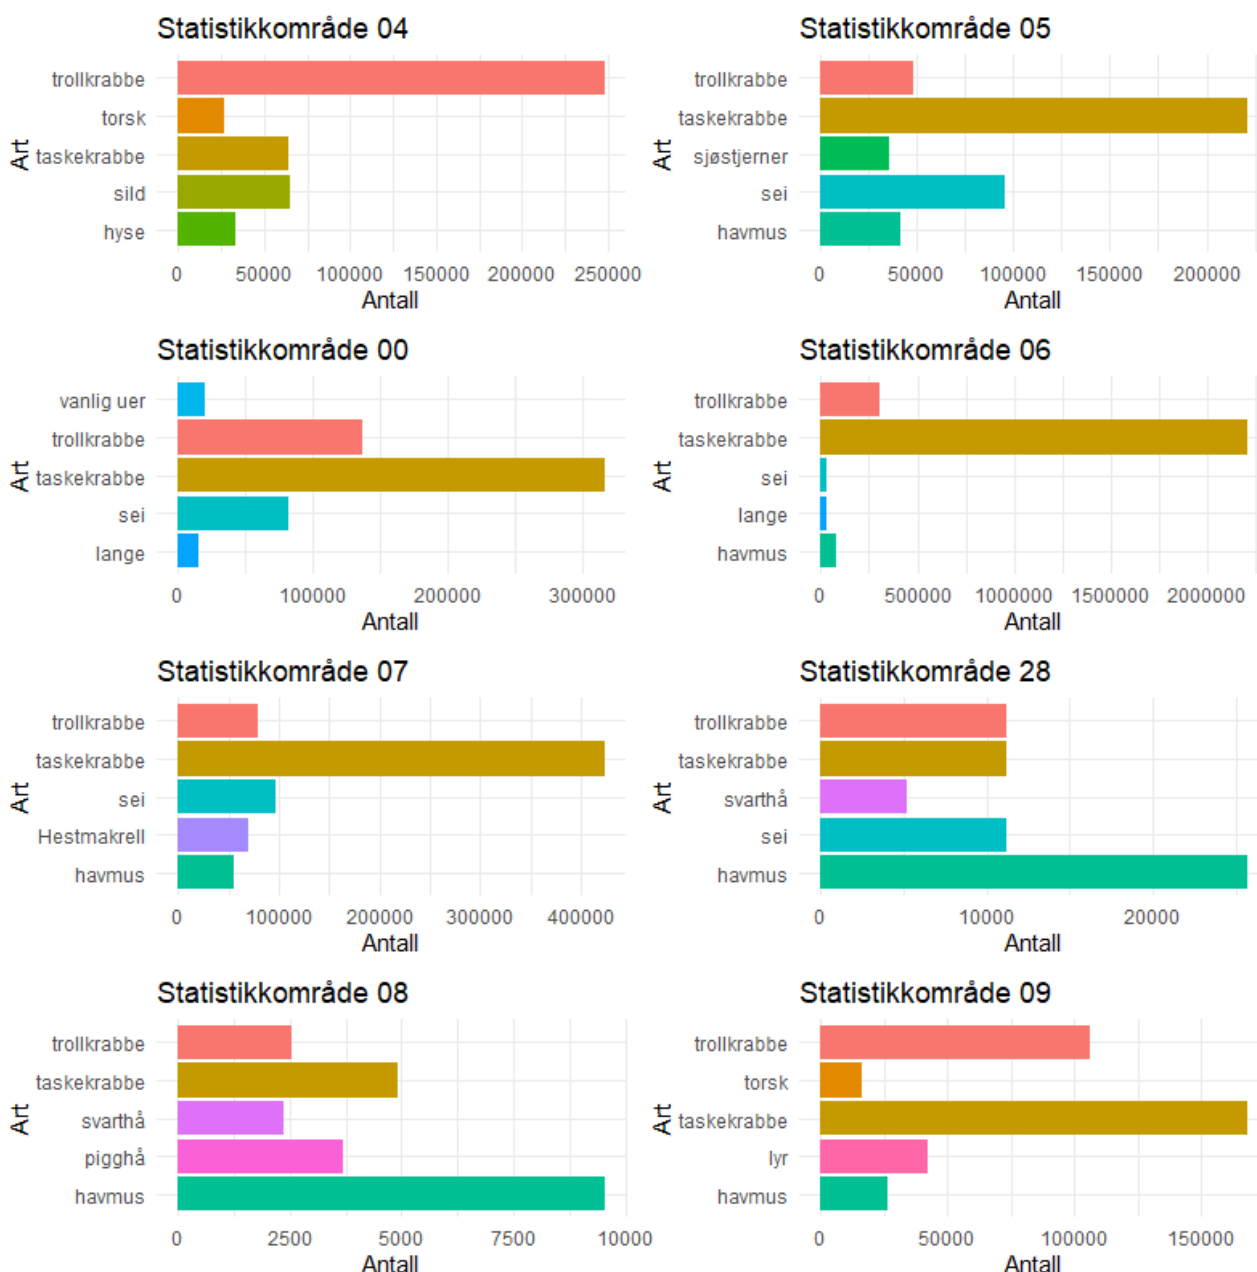 Statistikkområde 04
Art
trollkrabbe
torsk
taskekrabbe
sild
hyse
0 50000 100000 150000 200000 250000
Antall
Statistikkområde 05
Art
trollkrabbe
taskekrabbe
sjøstjerner
sei
havmus
0 50000 100000 150000 200000
Antall
Statistikkområde 00
Art
vanlig uer
trollkrabbe
taskekrabbe
sei
lange
0 100000 200000 300000
Antall
Statistikkområde 06
Art
trollkrabbe
taskekrabbe
sei
lange
havmus
0 500000 1000000 1500000 2000000
Antall
Statistikkområde 07
Art
trollkrabbe
taskekrabbe
sei
Hestmakrell
havmus
0 100000 200000 300000 400000
Antall
Statistikkområde 28
Art
trollkrabbe
taskekrabbe
svarthå
sei
havmus
0 10000 20000
Antall
Statistikkområde 08
Art
trollkrabbe
taskekrabbe
svarthå
pigghå
havmus
0 2500 5000 7500 10000
Antall
Statistikkområde 09
Art
trollkrabbe
torsk
taskekrabbe
lyr
havmus
0 50000 100000 150000
Antall